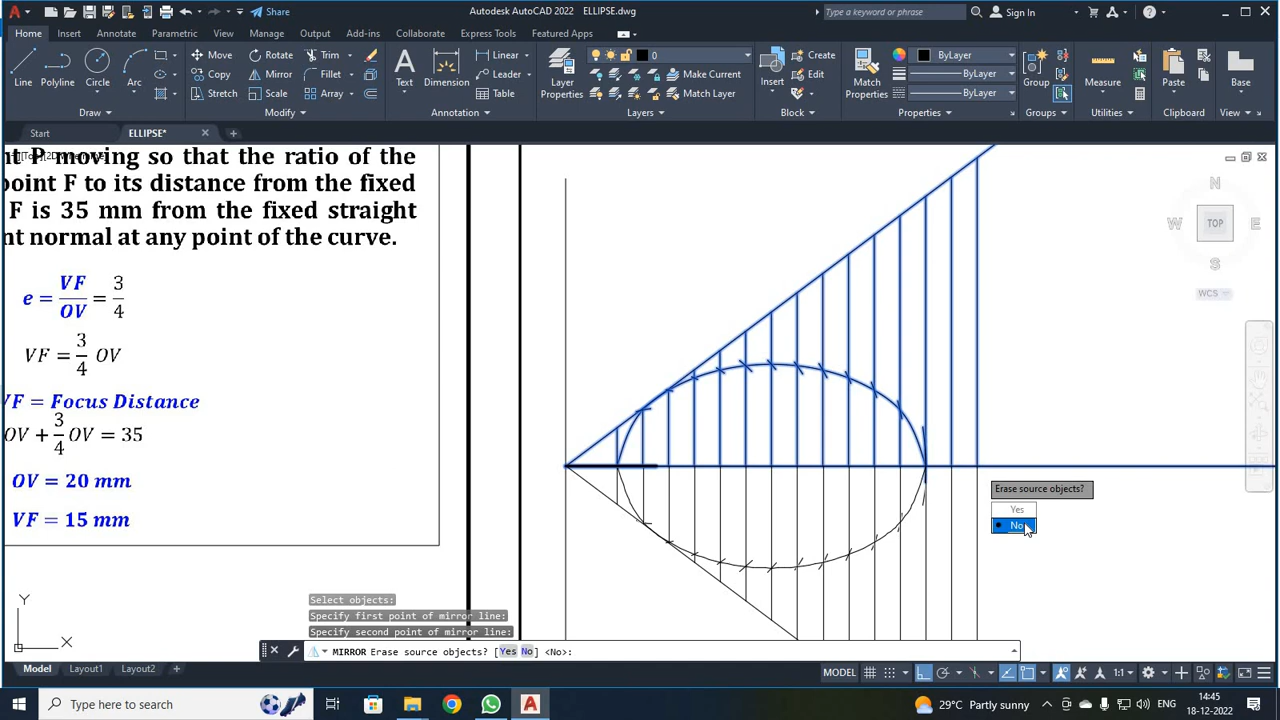 Share
Autodesk AutoCAD 2022 ELLIPSE.dwg
Type a keyword or phrase
Sign In
Home Insert Annotate Parametric View Manage Output Add-ins Collaborate Express Tools Featured Apps
Line
Polyline
Circle
Arc
Move
Rotate
Trim
Copy
Mirror
Fillet
Stretch
Scale
Array
Text
Dimension
Linear
Leader
Table
Layer
Properties
0
Make Current
Match Layer
Insert
Create
Edit
Match
Properties
ByLayer
ByLayer
ByLayer
Group
Measure
Paste
Base
Draw
Modify
Annotation
Layers
Block
Properties
Groups
Utilities
Clipboard
View
Start
ELLIPSE*
nt P moving so that the ratio of the
point F to its distance from the fixed
F is 35 mm from the fixed straight
nt normal at any point of the curve.
e = VF/OV = 3/4
VF = 3/4 OV
VF = Focus Distance
OV + 3/4 OV = 35
OV = 20 mm
VF = 15 mm
N
W TOP E
S
WCS
Erase source objects?
Yes
No
Y
X
Select objects:
Specify first point of mirror line:
Specify second point of mirror line:
MIRROR Erase source objects? [Yes No] <No>:
Model Layout1 Layout2
MODEL
1:1
Type here to search
29°C Partly sunny
ENG
14:45
18-12-2022